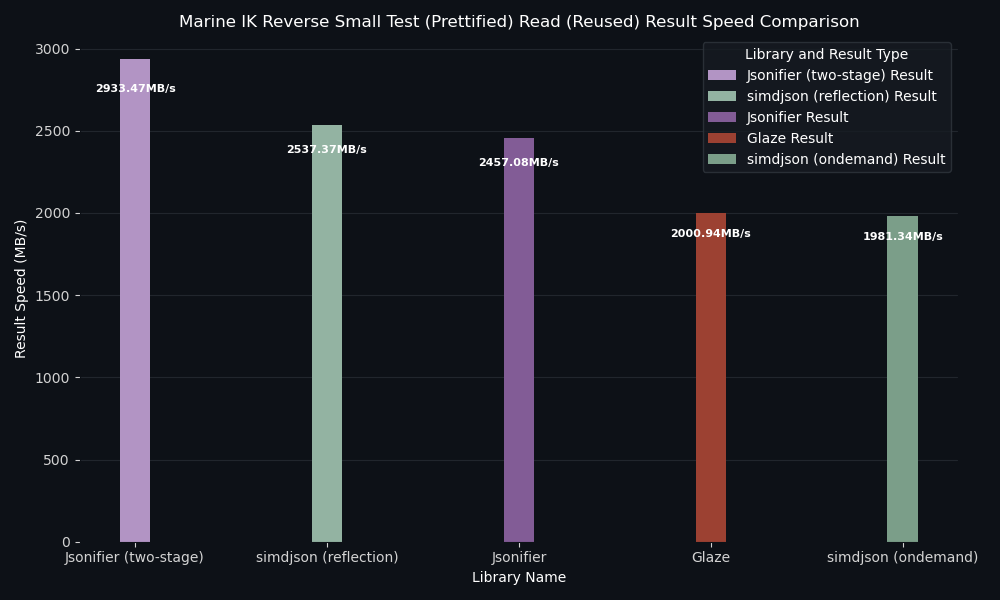 Marine IK Reverse Small Test (Prettified) Read (Reused) Result Speed Comparison
Library and Result Type
Jsonifier (two-stage) Result
simdjson (reflection) Result
Jsonifier Result
Glaze Result
simdjson (ondemand) Result
Result Speed (MB/s)
3000
2500
2000
1500
1000
500
0
2933.47MB/s
2537.37MB/s
2457.08MB/s
2000.94MB/s
1981.34MB/s
Jsonifier (two-stage)
simdjson (reflection)
Jsonifier
Glaze
simdjson (ondemand)
Library Name